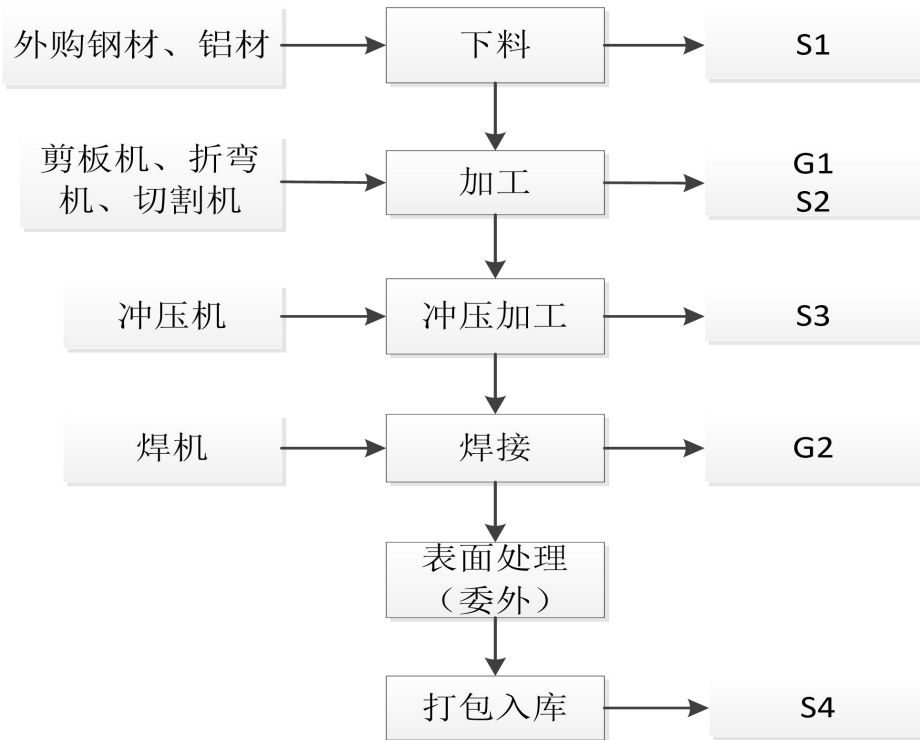 外购钢材、铝材
下料
S1
剪板机、折弯
机、切割机
加工
G1
S2
冲压机
冲压加工
S3
焊机
焊接
G2
表面处理
（委外）
打包入库
S4